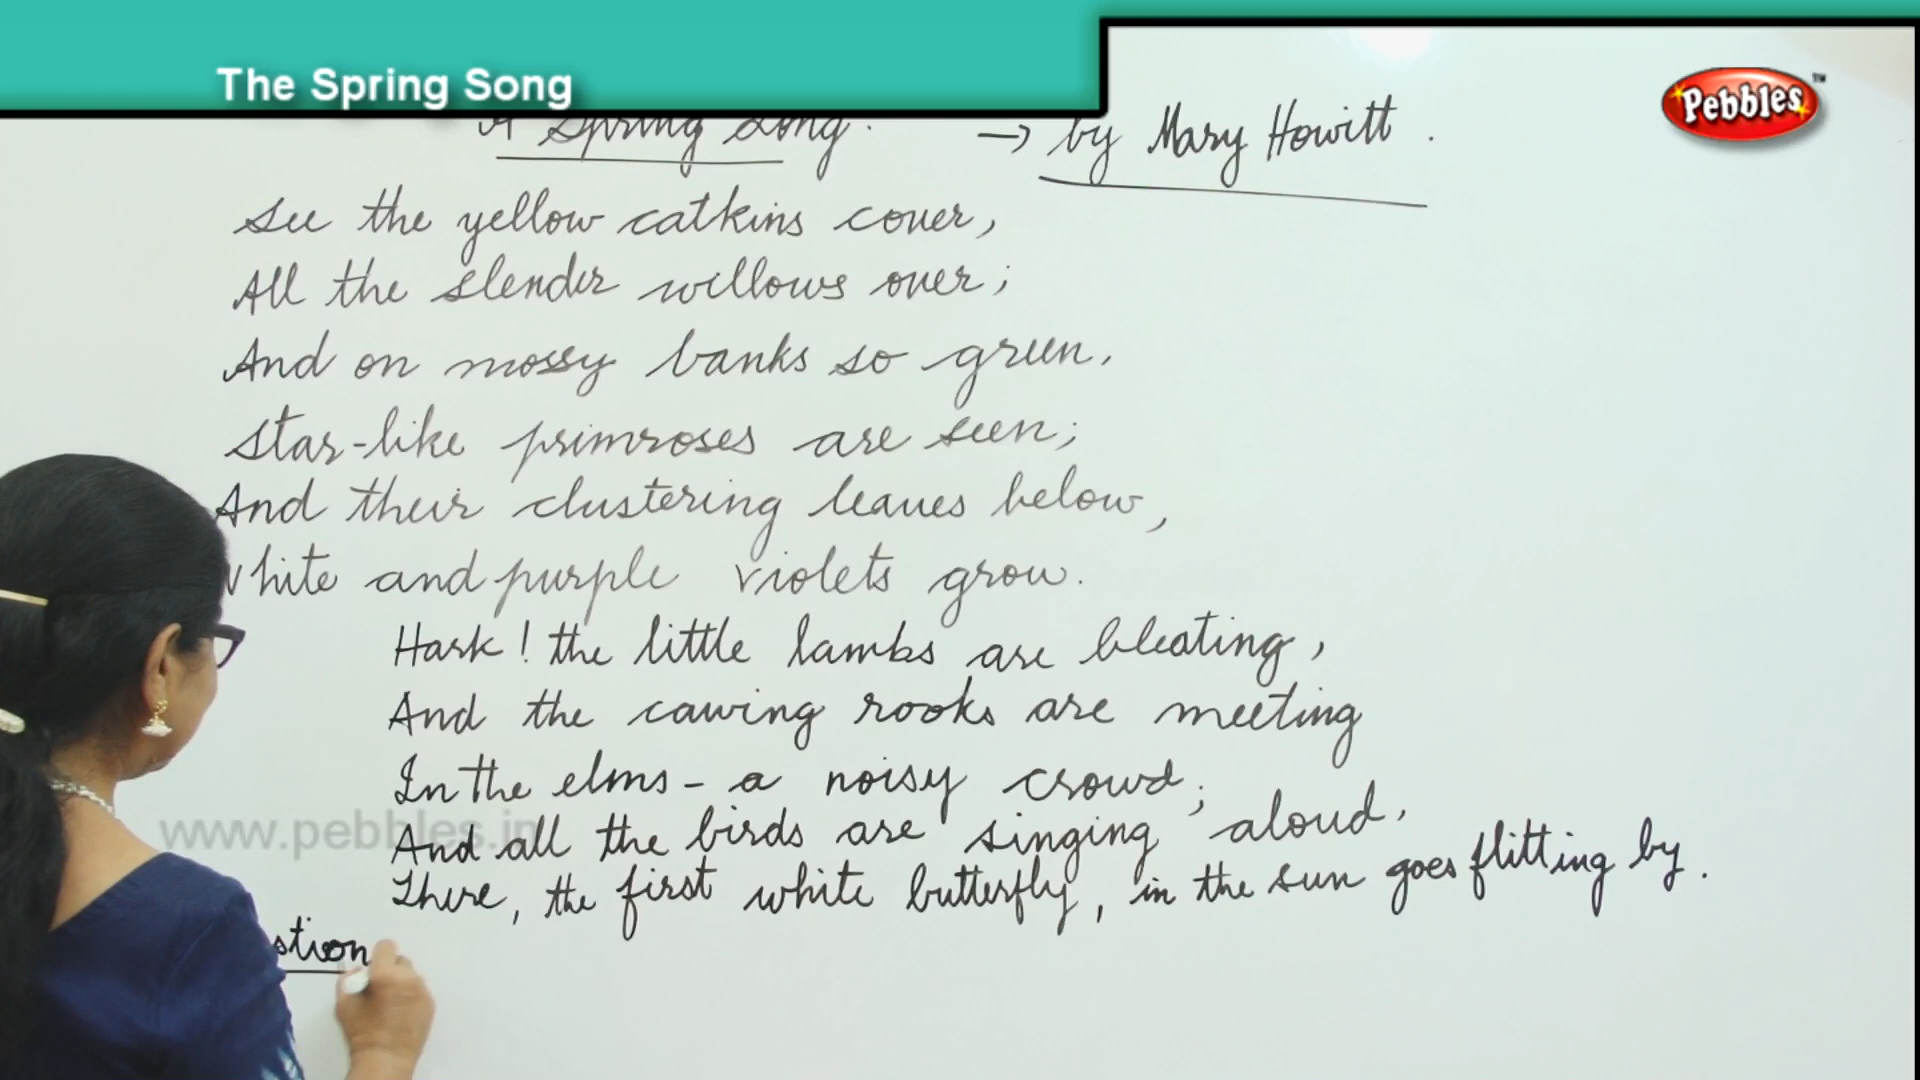 The Spring Song
Pebbles™
A Spring Song. → by Mary Howitt.
See the yellow catkins cover,
All the slender willows over;
And on mossy banks so green,
Star-like primroses are seen;
And their clustering leaves below,
White and purple violets grow.
Hark! the little lambs are bleating,
And the cawing rooks are meeting
In the elms - a noisy crowd;
And all the birds are singing aloud,
There, the first white butterfly, in the sun goes flitting by.
www.pebbles.in
stion